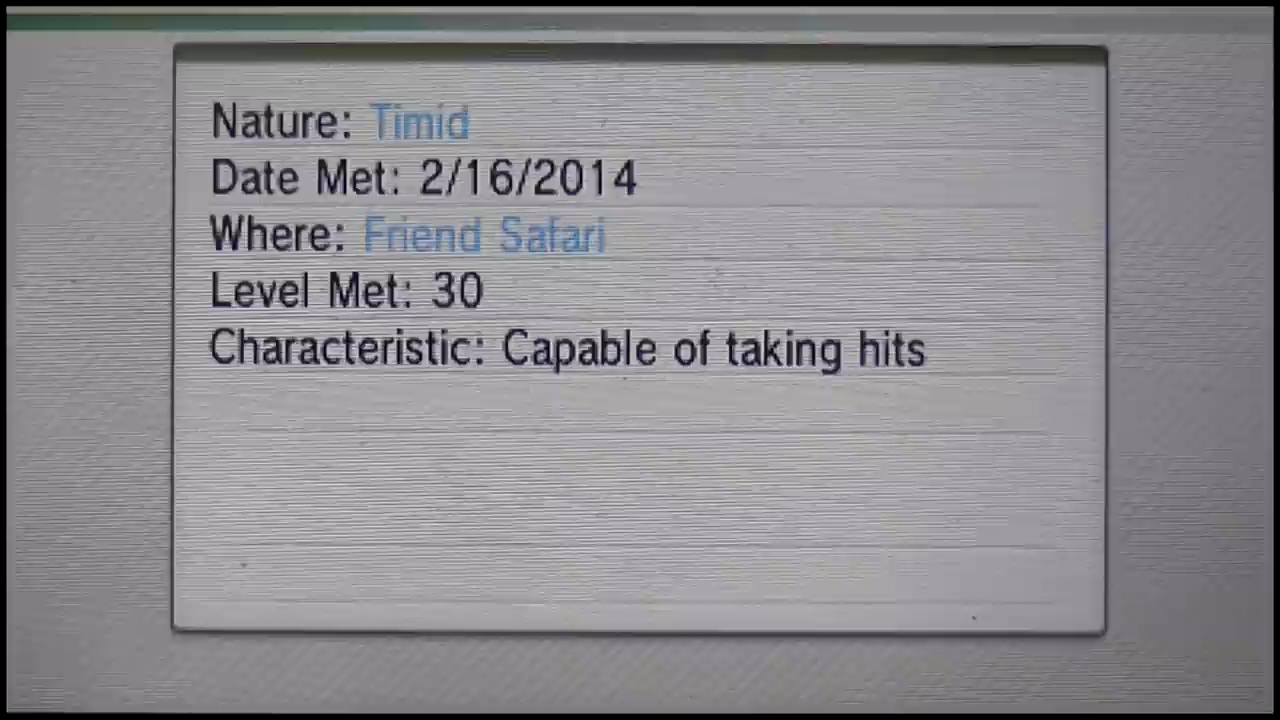 Nature: Timid
Date Met: 2/16/2014
Where: Friend Safari
Level Met: 30
Characteristic: Capable of taking hits